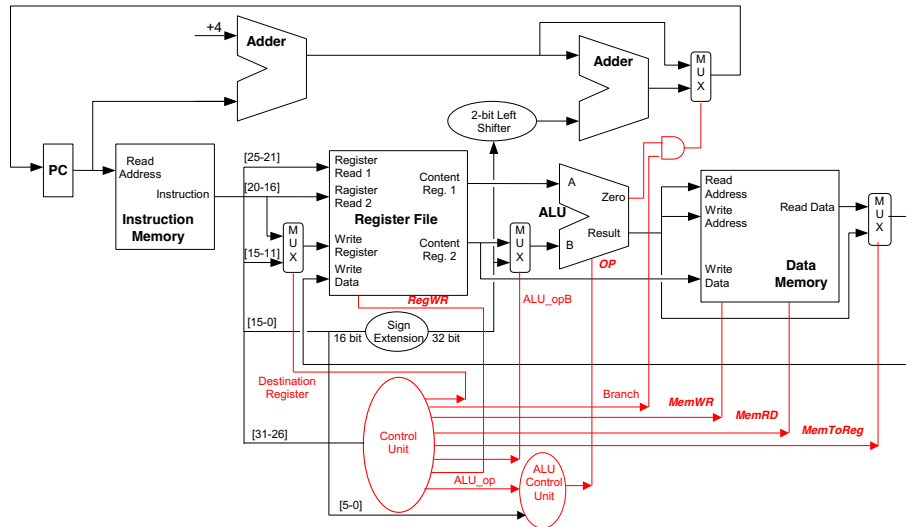 +4
Adder
Adder
M
U
X
2-bit Left
Shifter
PC
Read
Address
Instruction
Instruction
Memory
[25-21]
[20-16]
[15-11]
M
U
X
Register
Read 1
Ragister
Read 2
Content
Reg. 1
Register File
Write
Register
Content
Reg. 2
Write
Data
RegWR
M
U
X
A
Zero
ALU
Result
B
OP
ALU_opB
Read
Address
Write
Address
Read Data
Data
Memory
Write
Data
M
U
X
[15-0]
16 bit
Sign
Extension
32 bit
Destination
Register
Branch
MemWR
MemRD
MemToReg
[31-26]
Control
Unit
ALU_op
ALU
Control
Unit
[5-0]